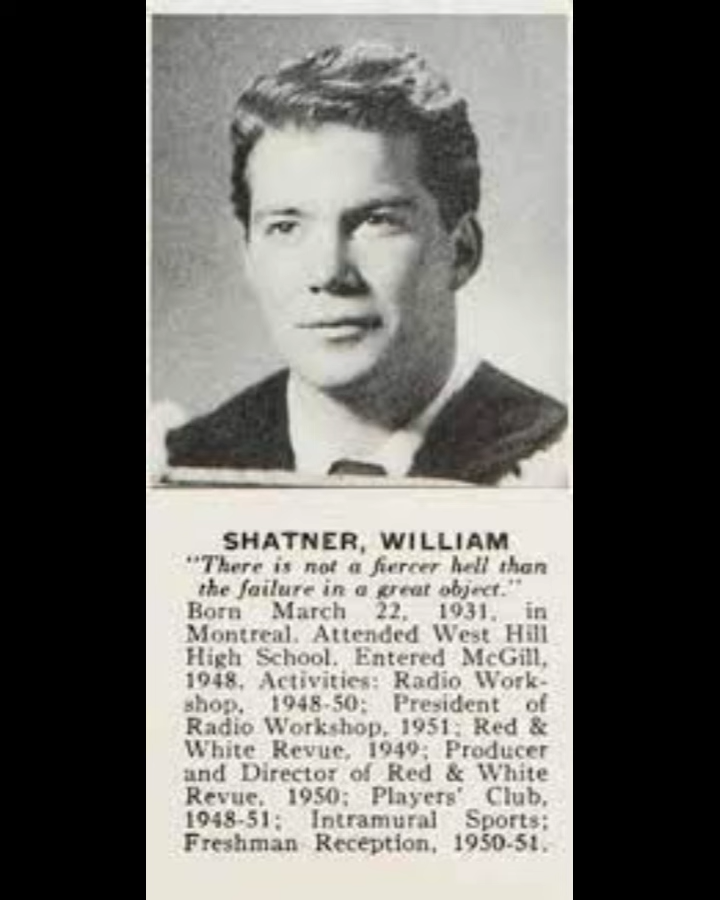 SHATNER, WILLIAM
"There is not a fiercer hell than
the failure in a great object."
Born March 22, 1931, in
Montreal. Attended West Hill
High School. Entered McGill,
1948. Activities: Radio Work-
shop, 1948-50; President of
Radio Workshop, 1951; Red &
White Revue, 1949; Producer
and Director of Red & White
Revue, 1950; Players' Club,
1948-51; Intramural Sports;
Freshman Reception, 1950-51.